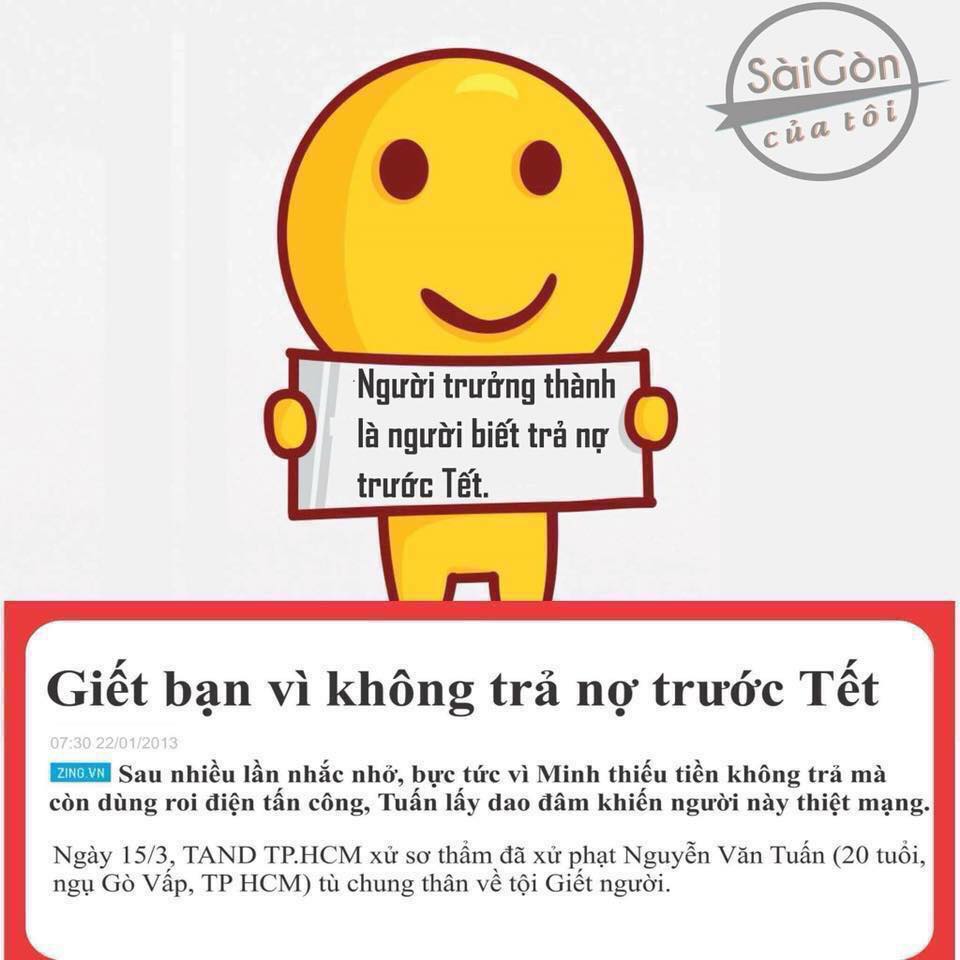 SàiGòn
của tôi
Người trưởng thành
là người biết trả nợ
trước Tết.
Giết bạn vì không trả nợ trước Tết
07:30 22/01/2013
ZING.VN Sau nhiều lần nhắc nhở, bực tức vì Minh thiếu tiền không trả mà
còn dùng roi điện tấn công, Tuấn lấy dao đâm khiến người này thiệt mạng.
Ngày 15/3, TAND TP.HCM xử sơ thẩm đã xử phạt Nguyễn Văn Tuấn (20 tuổi,
ngụ Gò Vấp, TP HCM) tù chung thân về tội Giết người.